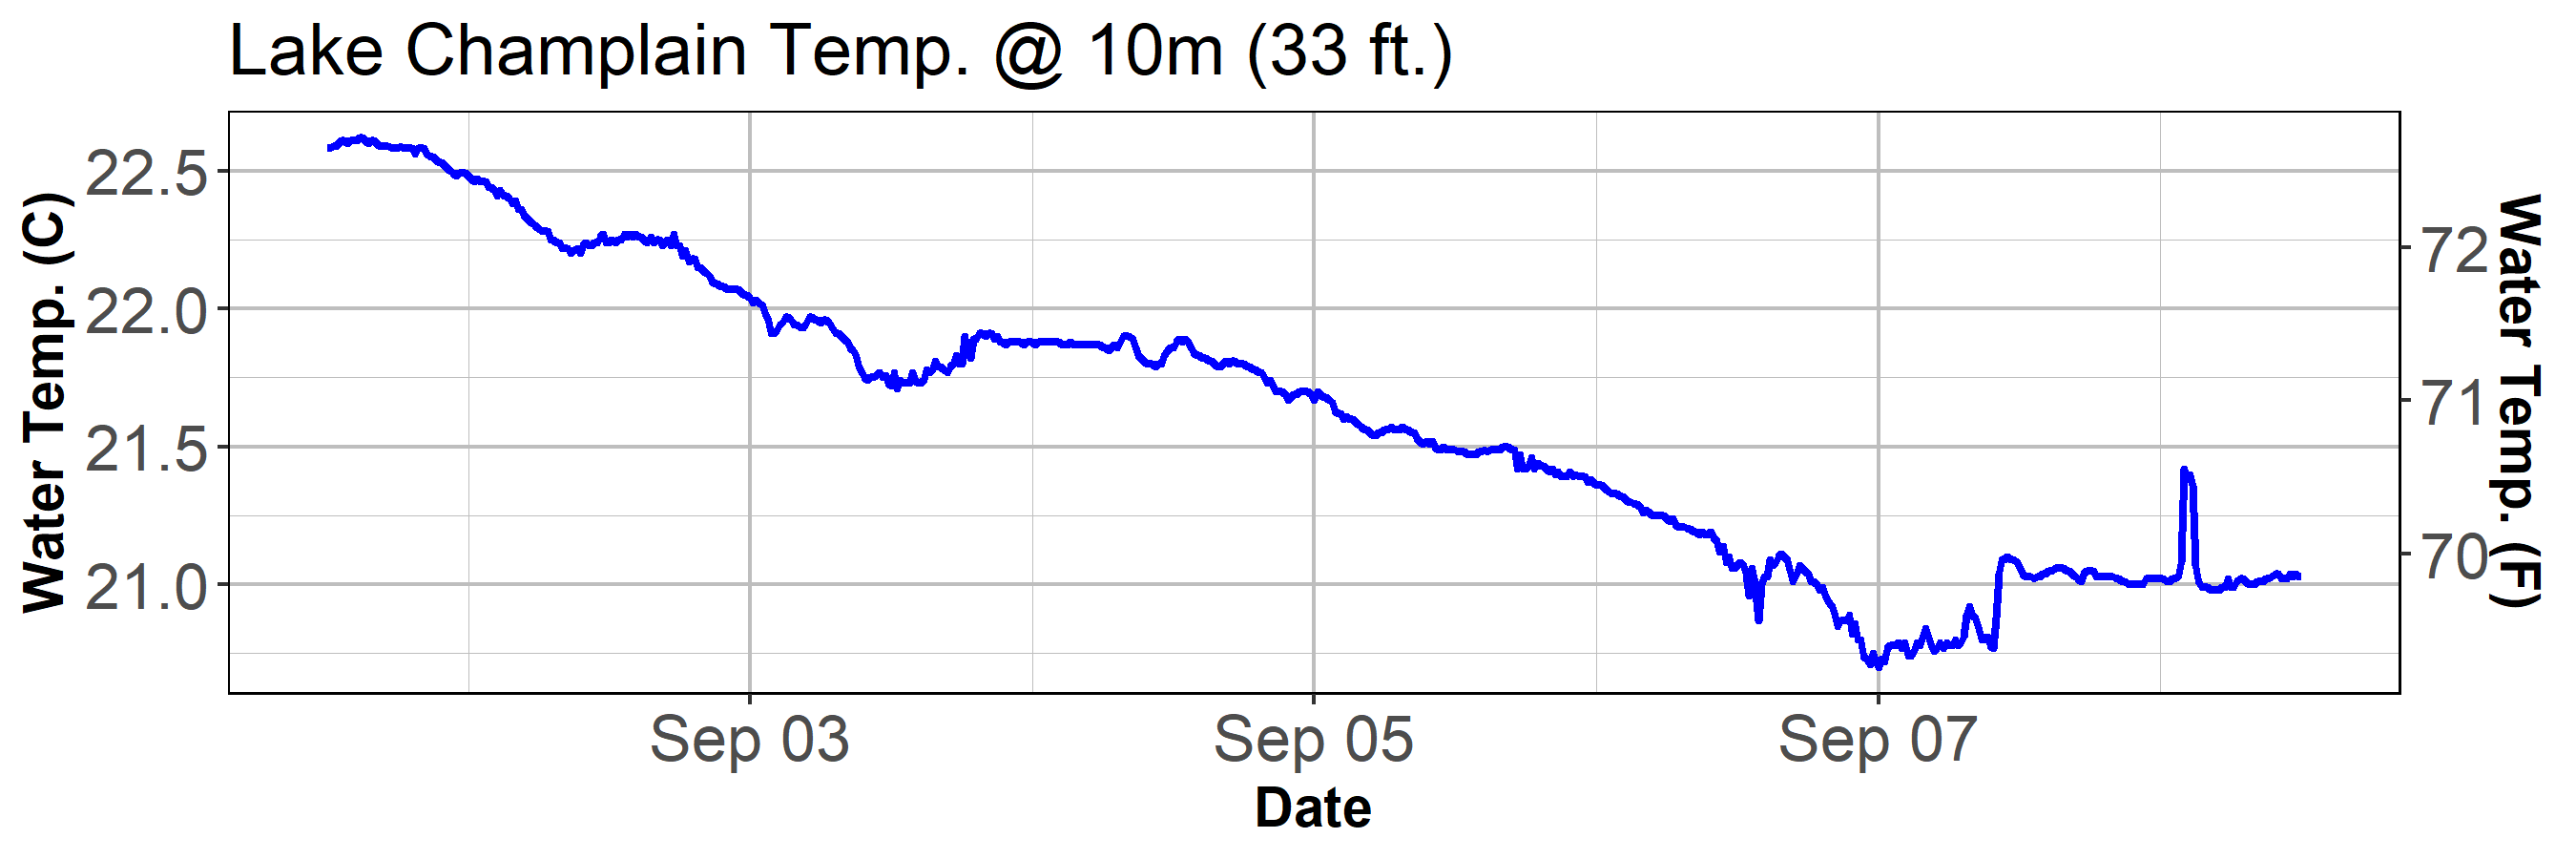 Lake Champlain Temp. @ 10m (33 ft.)
Water Temp. (C)
22.5
22.0
21.5
21.0
72
71
70
Water Temp. (F)
Sep 03
Sep 05
Sep 07
Date